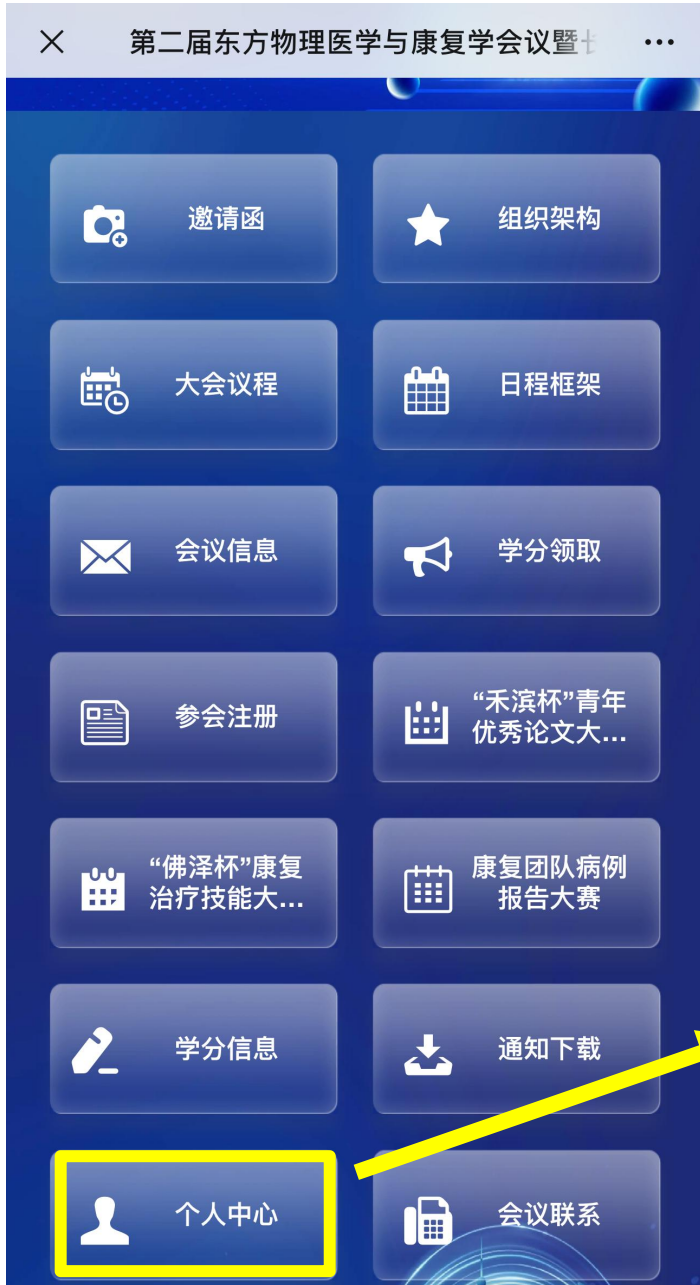 第二届东方物理医学与康复学会议暨
邀请函
组织架构
大会议程
日程框架
会议信息
学分领取
参会注册
“禾滨杯”青年
优秀论文大...
“佛泽杯”康复
治疗技能大...
康复团队病例
报告大赛
学分信息
通知下载
个人中心
会议联系